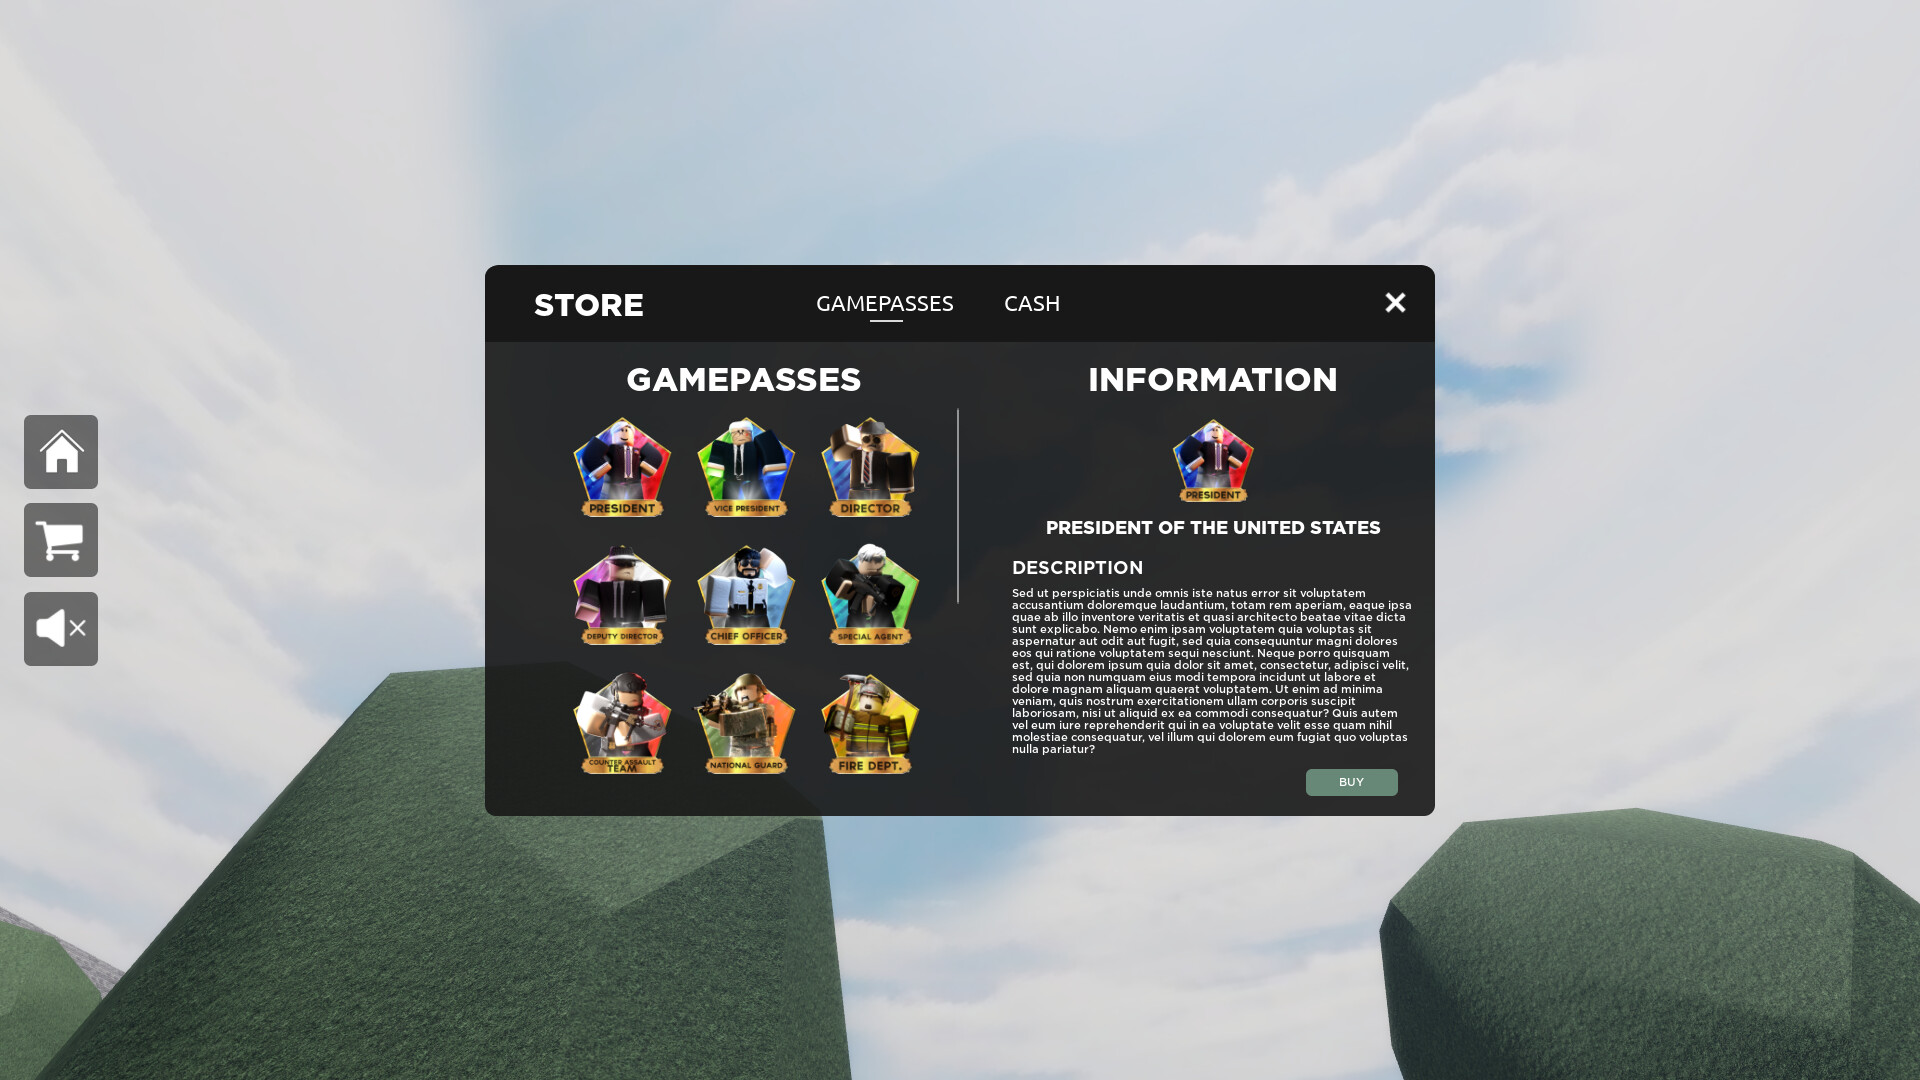 STORE
GAMEPASSES
CASH
GAMEPASSES
PRESIDENT
VICE PRESIDENT
DIRECTOR
DEPUTY DIRECTOR
CHIEF OFFICER
SPECIAL AGENT
COUNTER ASSAULT
TEAM
NATIONAL GUARD
FIRE DEPT.
INFORMATION
PRESIDENT
PRESIDENT OF THE UNITED STATES
DESCRIPTION
Sed ut perspiciatis unde omnis iste natus error sit voluptatem
accusantium doloremque laudantium, totam rem aperiam, eaque ipsa
quae ab illo inventore veritatis et quasi architecto beatae vitae dicta
sunt explicabo. Nemo enim ipsam voluptatem quia voluptas sit
aspernatur aut odit aut fugit, sed quia consequuntur magni dolores
eos qui ratione voluptatem sequi nesciunt. Neque porro quisquam
est, qui dolorem ipsum quia dolor sit amet, consectetur, adipisci velit,
sed quia non numquam eius modi tempora incidunt ut labore et
dolore magnam aliquam quaerat voluptatem. Ut enim ad minima
veniam, quis nostrum exercitationem ullam corporis suscipit
laboriosam, nisi ut aliquid ex ea commodi consequatur? Quis autem
vel eum iure reprehenderit qui in ea voluptate velit esse quam nihil
molestiae consequatur, vel illum qui dolorem eum fugiat quo voluptas
nulla pariatur?
BUY